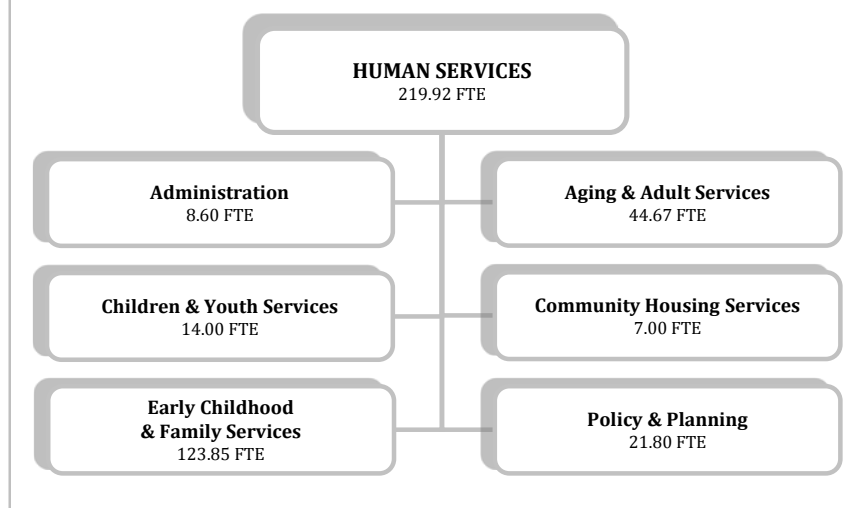 HUMAN SERVICES
219.92 FTE
Administration
8.60 FTE
Aging & Adult Services
44.67 FTE
Children & Youth Services
14.00 FTE
Community Housing Services
7.00 FTE
Early Childhood
& Family Services
123.85 FTE
Policy & Planning
21.80 FTE